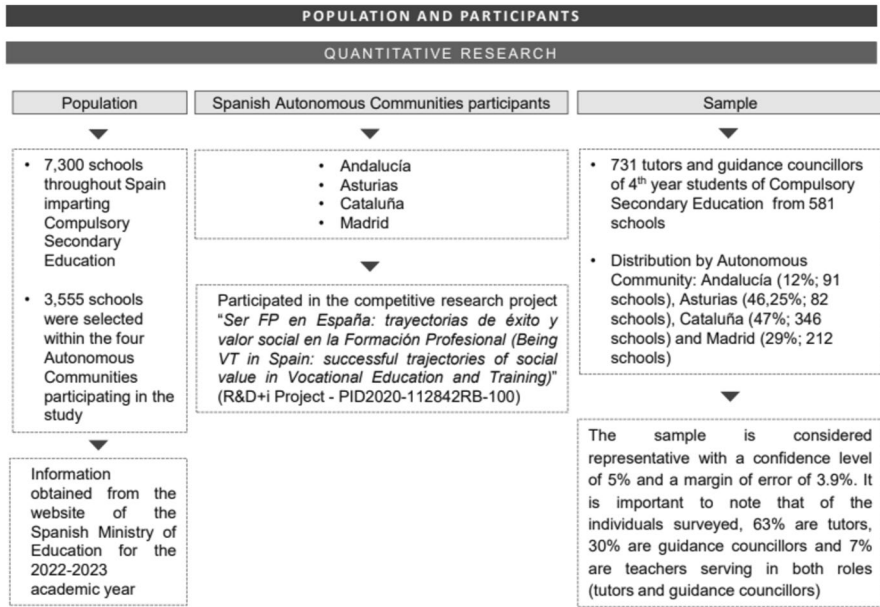 POPULATION AND PARTICIPANTS
QUANTITATIVE RESEARCH
Population
• 7,300 schools
throughout Spain
imparting
Compulsory
Secondary
Education
• 3,555 schools
were selected
within the four
Autonomous
Communities
participating in the
study
Information
obtained from the
website of the
Spanish Ministry of
Education for the
2022-2023
academic year
Spanish Autonomous Communities participants
• Andalucía
• Asturias
• Cataluña
• Madrid
Participated in the competitive research project
“Ser FP en España: trayectorias de éxito y
valor social en la Formación Profesional (Being
VT in Spain: successful trajectories of social
value in Vocational Education and Training)”
(R&D+i Project - PID2020-112842RB-100)
Sample
• 731 tutors and guidance councillors
of 4th year students of Compulsory
Secondary Education from 581
schools
• Distribution by Autonomous
Community: Andalucía (12%; 91
schools), Asturias (46,25%; 82
schools), Cataluña (47%; 346
schools) and Madrid (29%; 212
schools)
The sample is considered
representative with a confidence level
of 5% and a margin of error of 3.9%. It
is important to note that of the
individuals surveyed, 63% are tutors,
30% are guidance councillors and 7%
are teachers serving in both roles
(tutors and guidance councillors)